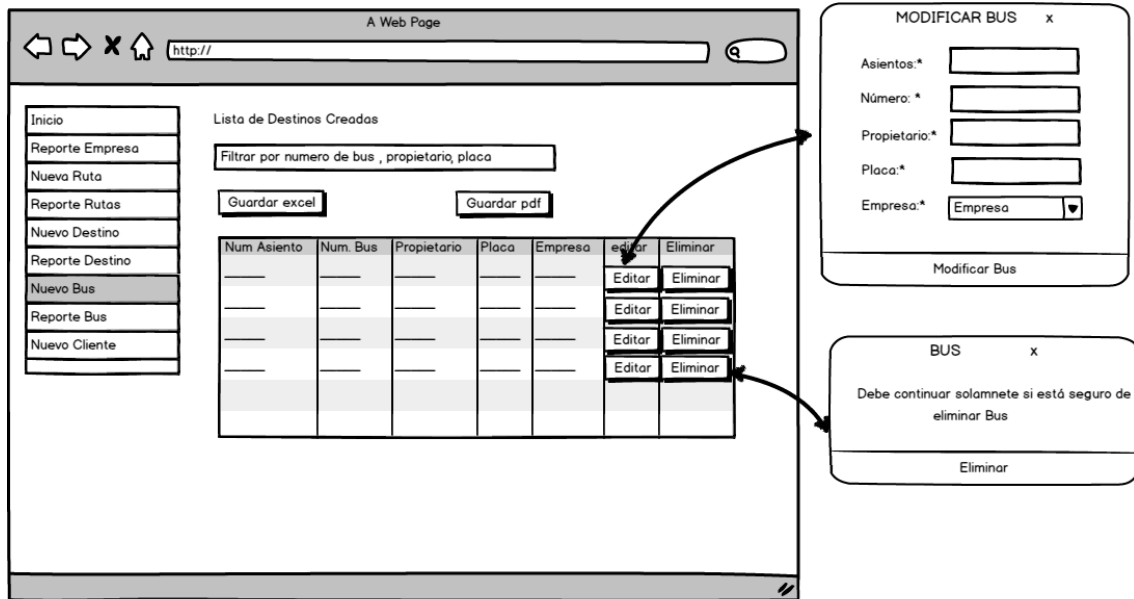 A Web Page
http://
Inicio
Reporte Empresa
Nueva Ruta
Reporte Rutas
Nuevo Destino
Reporte Destino
Nuevo Bus
Reporte Bus
Nuevo Cliente
Lista de Destinos Creadas
Filtrar por numero de bus , propietario, placa
Guardar excel Guardar pdf
Num Asiento Num. Bus Propietario Placa Empresa editar Eliminar
Editar Eliminar
Editar Eliminar
Editar Eliminar
Editar Eliminar
MODIFICAR BUS x
Asientos:*
Número: *
Propietario:*
Placa:*
Empresa:* Empresa
Modificar Bus
BUS x
Debe continuar solamnete si está seguro de
eliminar Bus
Eliminar